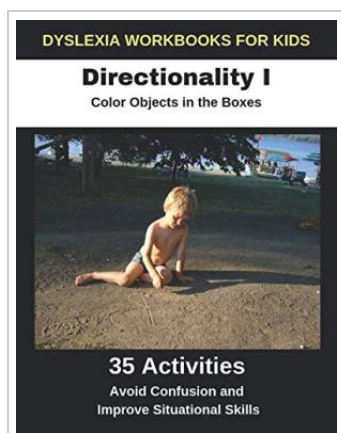 DYSLEXIA WORKBOOKS FOR KIDS
Directionality I
Color Objects in the Boxes
35 Activities
Avoid Confusion and
Improve Situational Skills